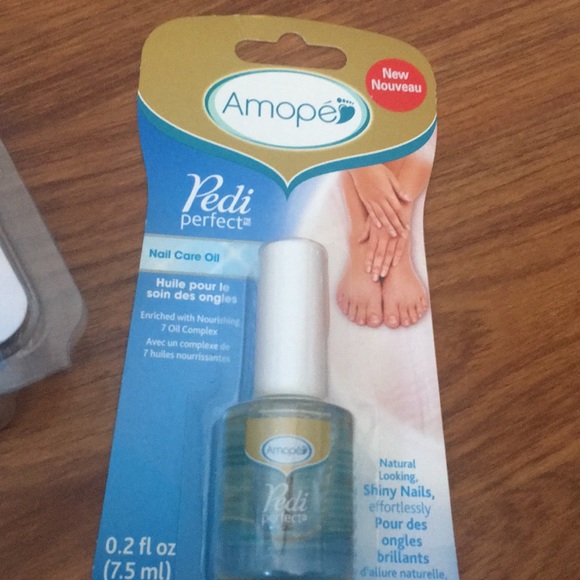 New
Nouveau
Amopé
Pedi
perfect
Nail Care Oil
Huile pour le
soin des ongles
Enriched with Nourishing
7 Oil Complex
Avec un complexe de
7 huiles nourrissantes
Amopé
Pedi
perfect
Natural
Looking,
Shiny Nails,
effortlessly
Pour des
ongles
brillants
d'allure naturelle,
0.2 fl oz
(7.5 ml)